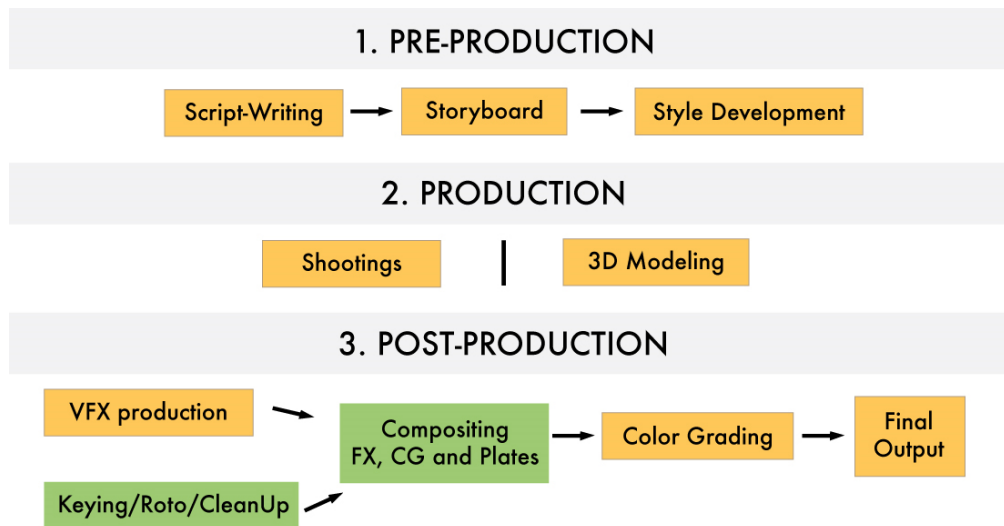 1. PRE-PRODUCTION
Script-Writing
Storyboard
Style Development
2. PRODUCTION
Shootings
3D Modeling
3. POST-PRODUCTION
VFX production
Keying/Roto/CleanUp
Compositing
FX, CG and Plates
Color Grading
Final
Output